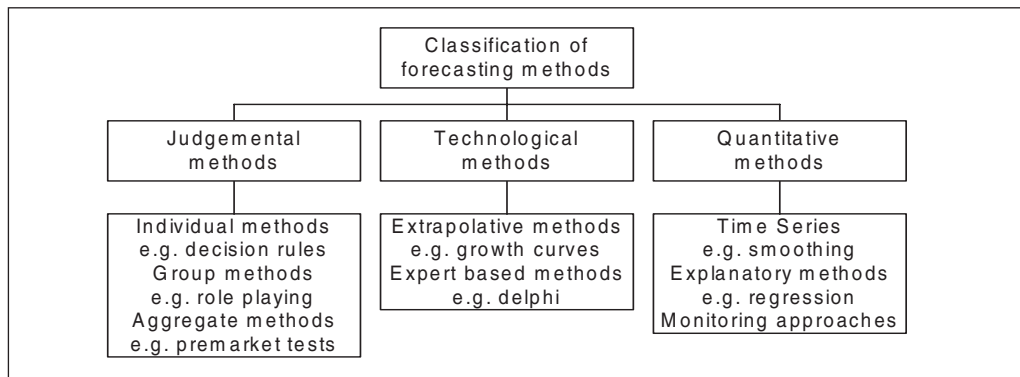 Classification of
forecasting methods
Judgemental
methods
Technological
methods
Quantitative
methods
Individual methods
e.g. decision rules
Group methods
e.g. role playing
Aggregate methods
e.g. premarket tests
Extrapolative methods
e.g. growth curves
Expert based methods
e.g. delphi
Time Series
e.g. smoothing
Explanatory methods
e.g. regression
Monitoring approaches